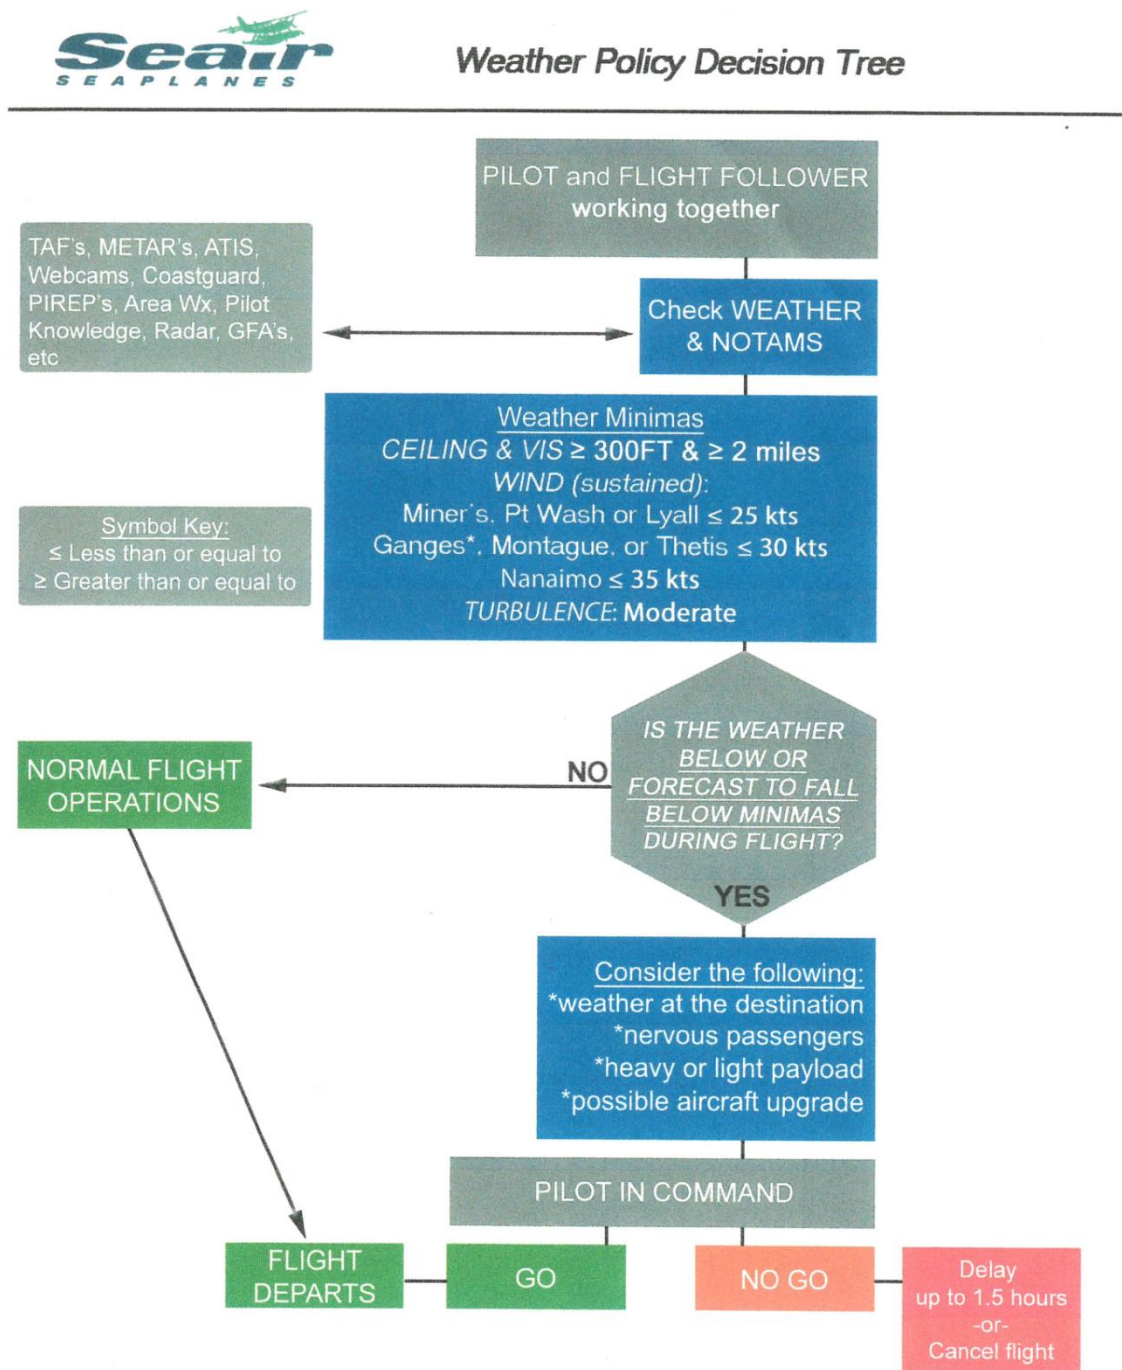 Seair
SEAPLANES
Weather Policy Decision Tree
PILOT and FLIGHT FOLLOWER
working together
TAF's, METAR's, ATIS,
Webcams, Coastguard,
PIREP's, Area Wx, Pilot
Knowledge, Radar, GFA's,
etc
Check WEATHER
& NOTAMS
Weather Minimas
CEILING & VIS ≥ 300FT & ≥ 2 miles
WIND (sustained):
Miner's, Pt Wash or Lyall ≤ 25 kts
Ganges*, Montague, or Thetis ≤ 30 kts
Nanaimo ≤ 35 kts
TURBULENCE: Moderate
Symbol Key:
≤ Less than or equal to
≥ Greater than or equal to
IS THE WEATHER
BELOW OR
FORECAST TO FALL
BELOW MINIMAS
DURING FLIGHT?
NO
NORMAL FLIGHT
OPERATIONS
YES
Consider the following:
*weather at the destination
*nervous passengers
*heavy or light payload
*possible aircraft upgrade
PILOT IN COMMAND
FLIGHT
DEPARTS
GO
NO GO
Delay
up to 1.5 hours
-or-
Cancel flight